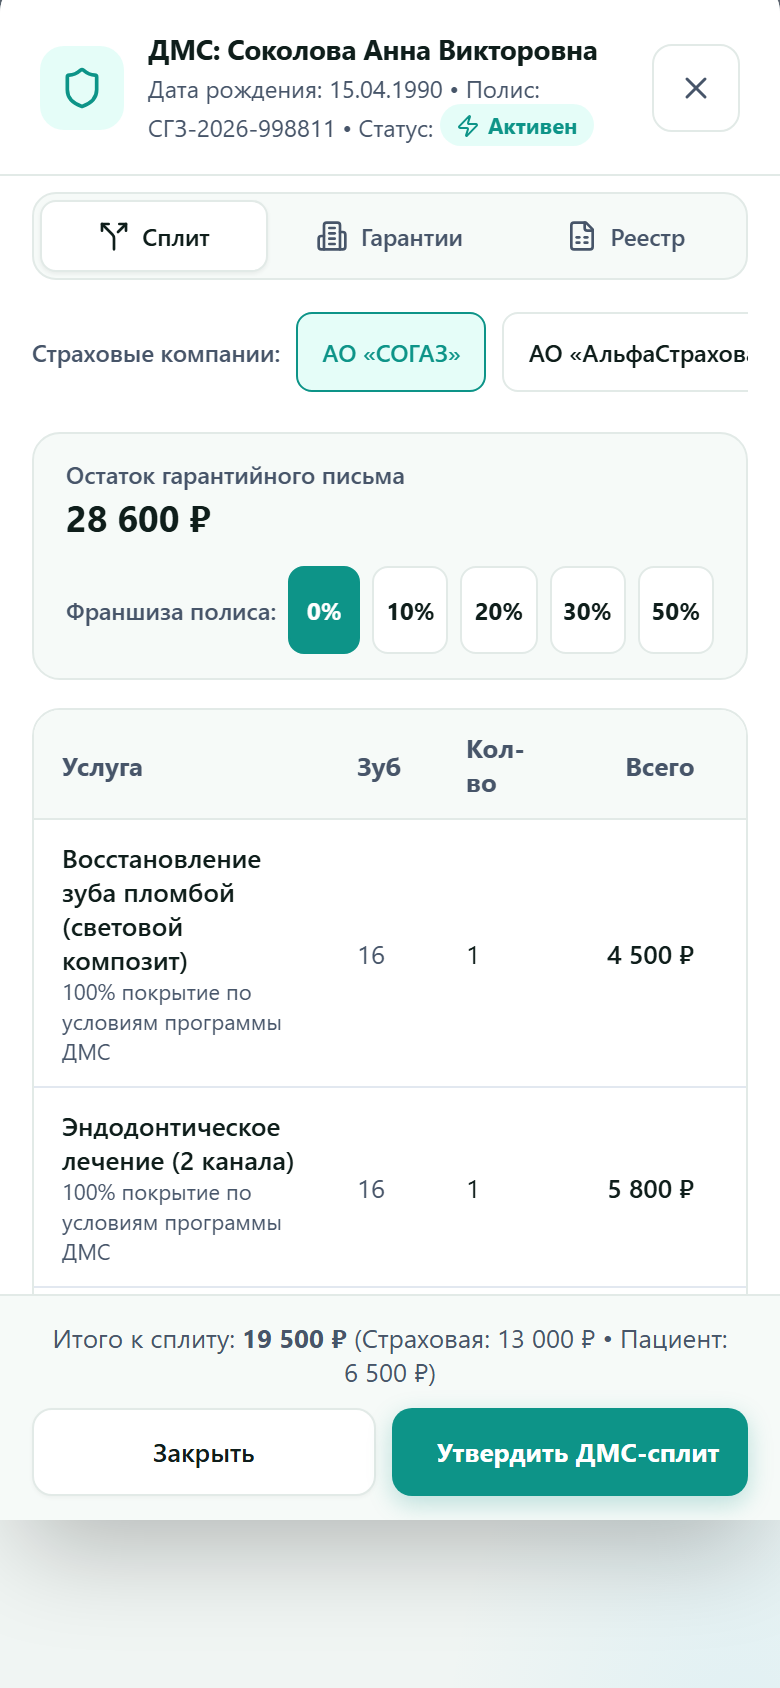 ДМС: Соколова Анна Викторовна
Дата рождения: 15.04.1990 • Полис:
СГЗ-2026-998811 • Статус: Активен
Сплит Гарантии Реестр
Страховые компании: АО «СОГАЗ» АО «АльфаСтрахова
Остаток гарантийного письма
28 600 ₽
Франшиза полиса: 0% 10% 20% 30% 50%
Услуга Зуб Кол-во Всего
Восстановление
зуба пломбой
(световой
композит)
100% покрытие по
условиям программы
ДМС
16 1 4 500 ₽
Эндодонтическое
лечение (2 канала)
100% покрытие по
условиям программы
ДМС
16 1 5 800 ₽
Итого к сплиту: 19 500 ₽ (Страховая: 13 000 ₽ • Пациент:
6 500 ₽)
Закрыть Утвердить ДМС-сплит